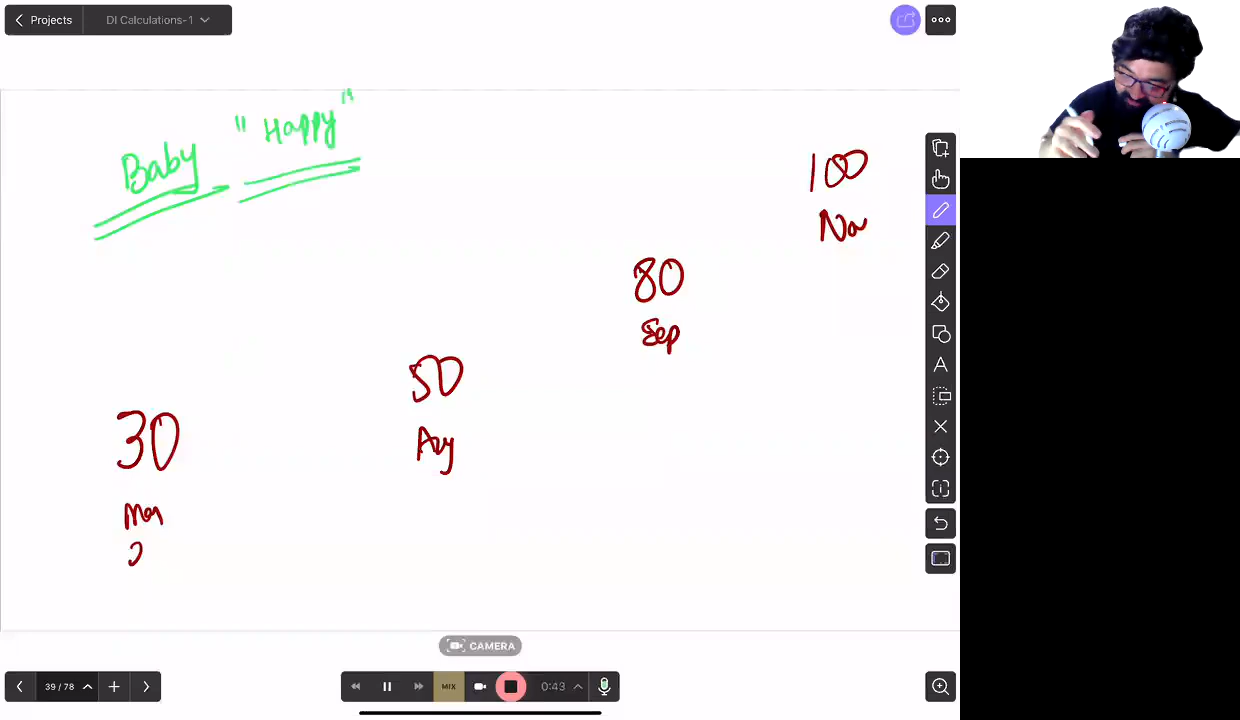 Projects
DI Calculations-1
Baby "Happy"
100
Nov
80
Sep
50
Aug
30
CAMERA
39 / 78
MIX
0:43